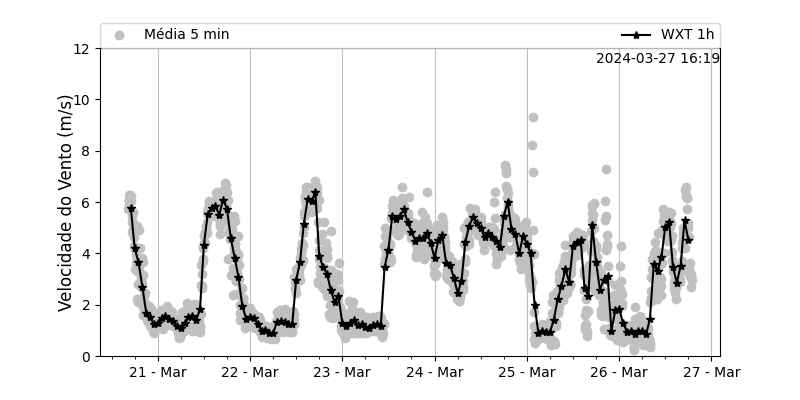 Média 5 min
WXT 1h
2024-03-27 16:19
Velocidade do Vento (m/s)
12
10
8
6
4
2
0
21 - Mar
22 - Mar
23 - Mar
24 - Mar
25 - Mar
26 - Mar
27 - Mar